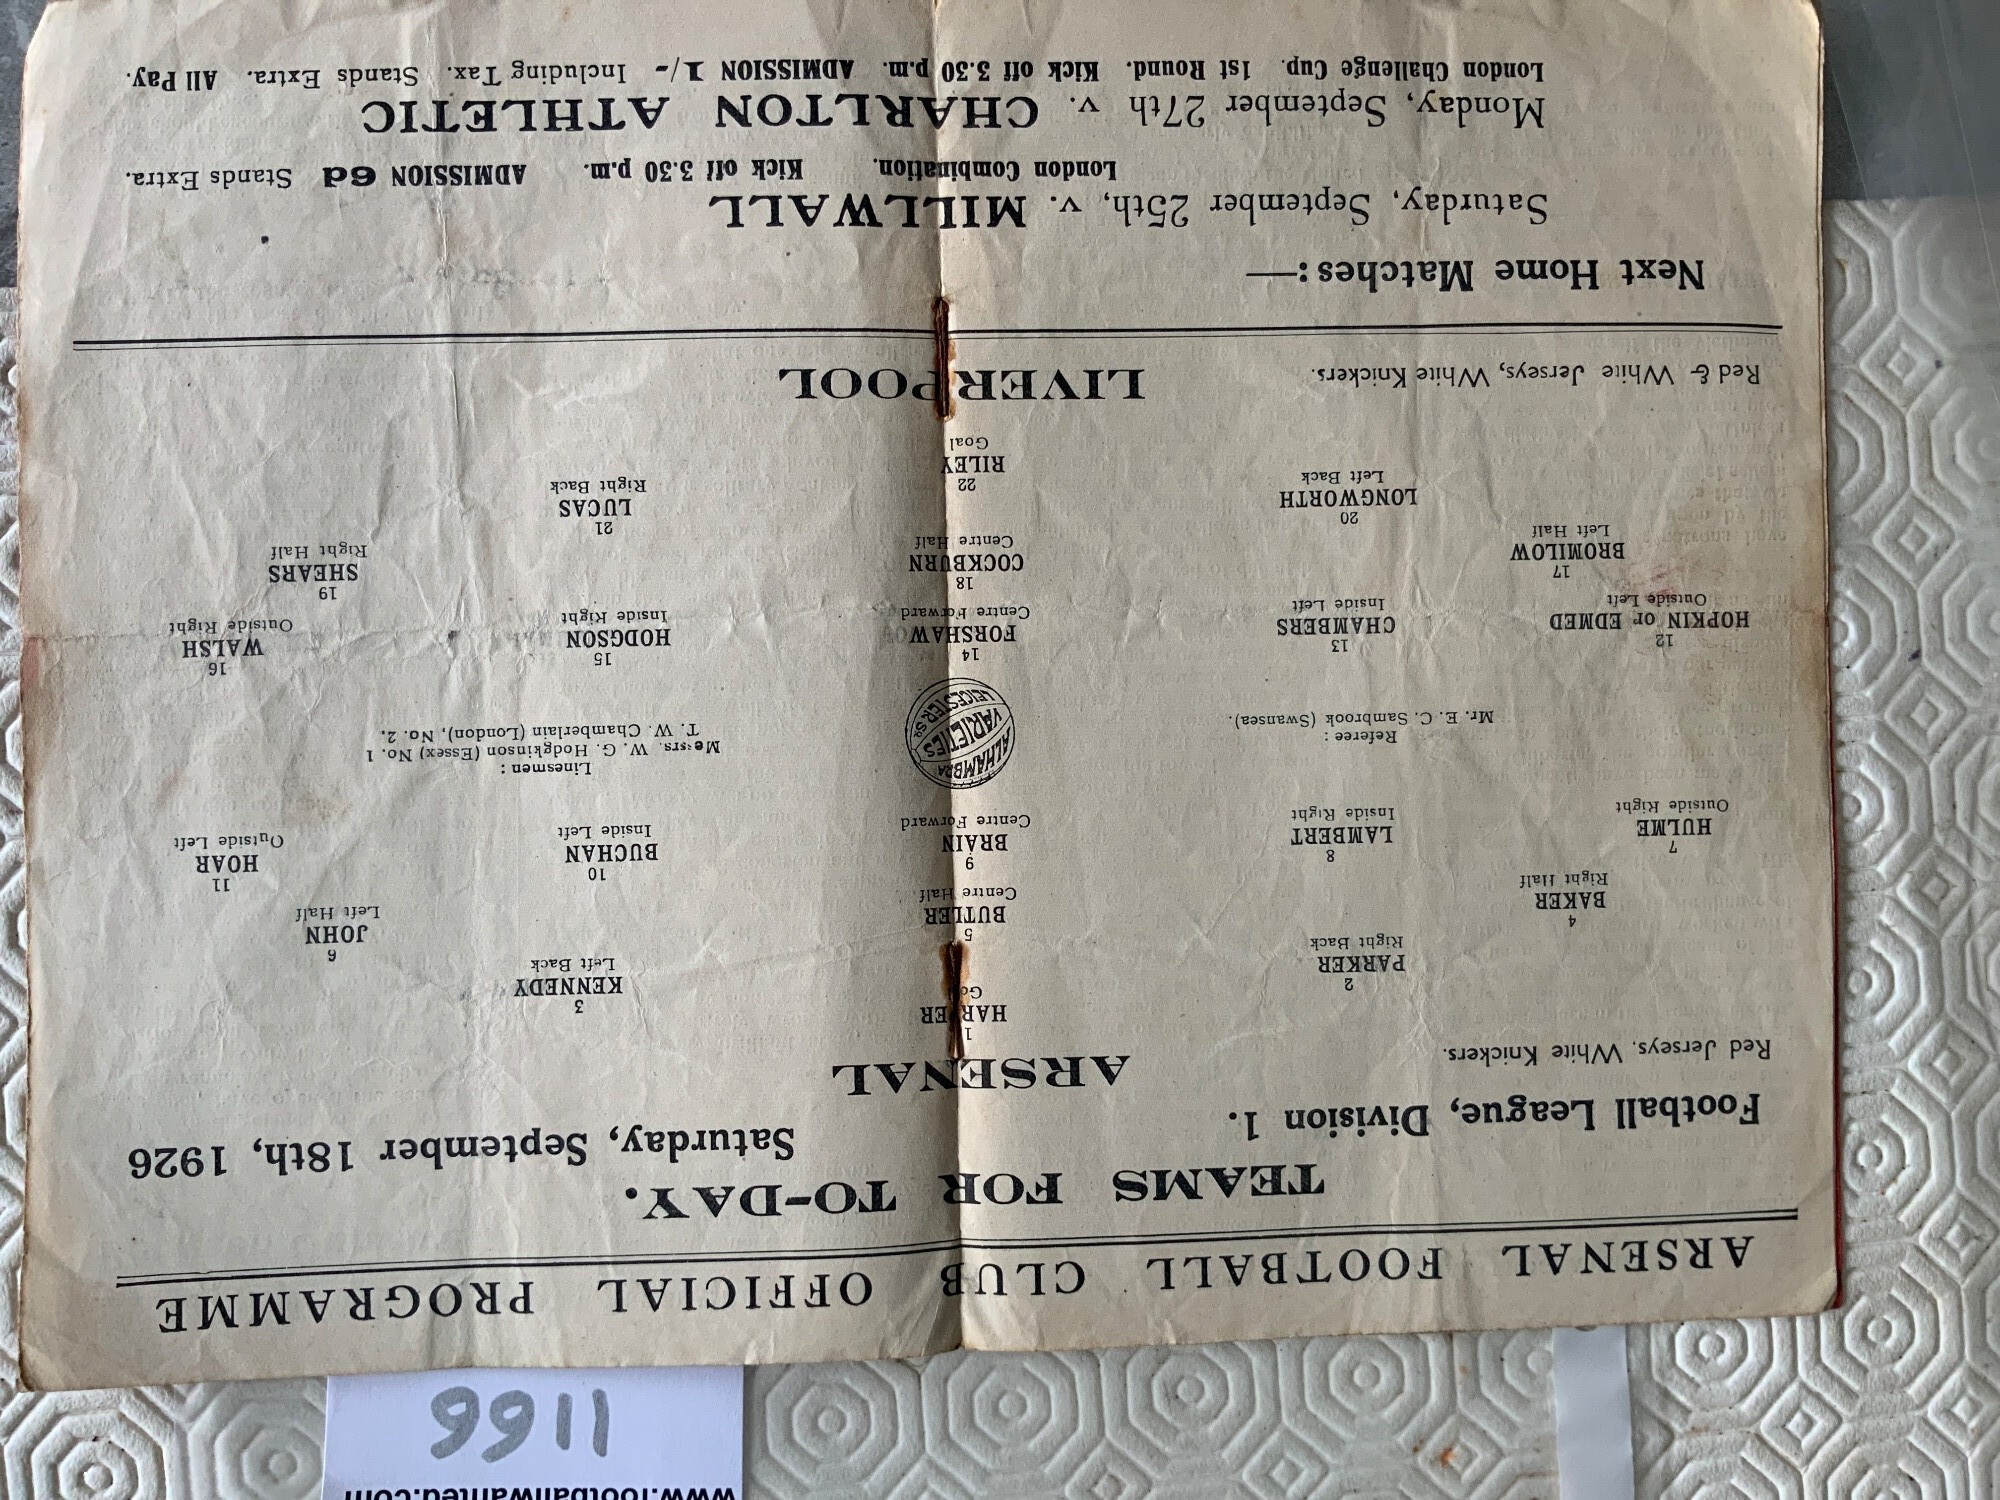 ARSENAL FOOTBALL CLUB OFFICIAL PROGRAMME
TEAMS FOR TO-DAY.
Football League, Division 1.
Saturday, September 18th, 1926
ARSENAL
Red Jerseys, White Knickers.
1
HARPER
Goal
2
PARKER
Right Back
3
KENNEDY
Left Back
4
BAKER
Right Half
5
BUTLER
Centre Half
6
JOHN
Left Half
7
HULME
Outside Right
8
LAMBERT
Inside Right
9
BRAIN
Centre Forward
10
BUCHAN
Inside Left
11
HOAR
Outside Left
Referee :
Mr. E. C. Sambrook (Swansea).
ALHAMBRA
VARIETIES
LEICESTER SQ
Linesmen :
Messrs. W. G. Hodgkinson (Essex) No. 1
T. W. Chamberlain (London), No. 2.
12
HOPKIN or EDMED
Outside Left
13
CHAMBERS
Inside Left
14
FORSHAW
Centre Forward
15
HODGSON
Inside Right
16
WALSH
Outside Right
17
BROMILOW
Left Half
18
COCKBURN
Centre Half
19
SHEARS
Right Half
20
LONGWORTH
Left Back
21
LUCAS
Right Back
22
RILEY
Goal
Red & White Jerseys, White Knickers.
LIVERPOOL
Next Home Matches:—
Saturday, September 25th, v. MILLWALL
London Combination. Kick off 3.30 p.m. ADMISSION 6d Stands Extra.
Monday, September 27th v. CHARLTON ATHLETIC
London Challenge Cup. 1st Round. Kick off 3.30 p.m. ADMISSION 1/- Including Tax. Stands Extra. All Pay.
www.footballwanted.com
1166